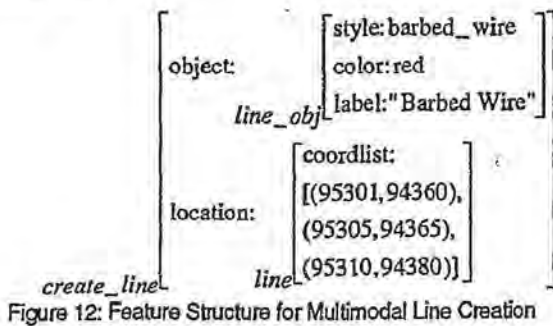 style: barbed_wire
object: color: red
line_obj label: "Barbed Wire"
coordlist:
[(95301,94360),
location: (95305,94365),
create_line line (95310,94380)]
Figure 12: Feature Structure for Multimodal Line Creation